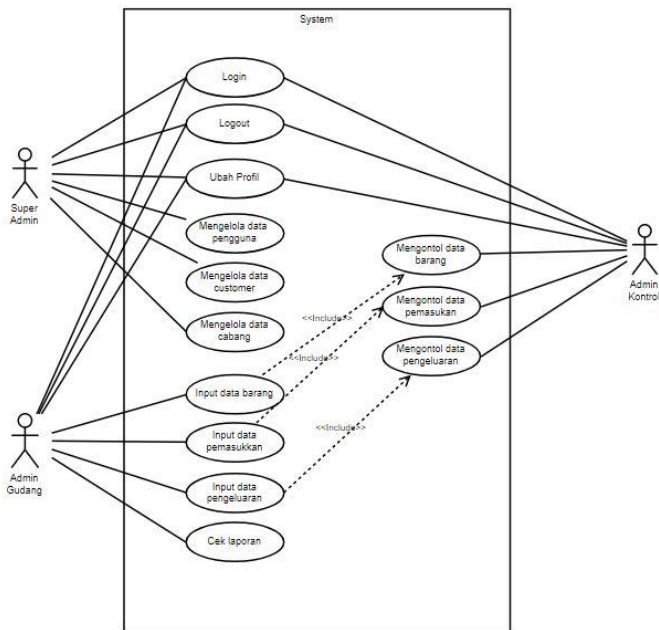 System
Login
Logout
Ubah Profil
Super
Admin
Mengelola data
pengguna
Mengelola data
customer
Mengelola data
cabang
Mengontol data
barang
Admin
Kontrol
Mengontol data
pemasukan
<<Include>>
Mengontol data
pengeluaran
<<Include>>
Input data barang
Input data
pemasukkan
<<Include>>
Admin
Gudang
Input data
pengeluaran
Cek laporan